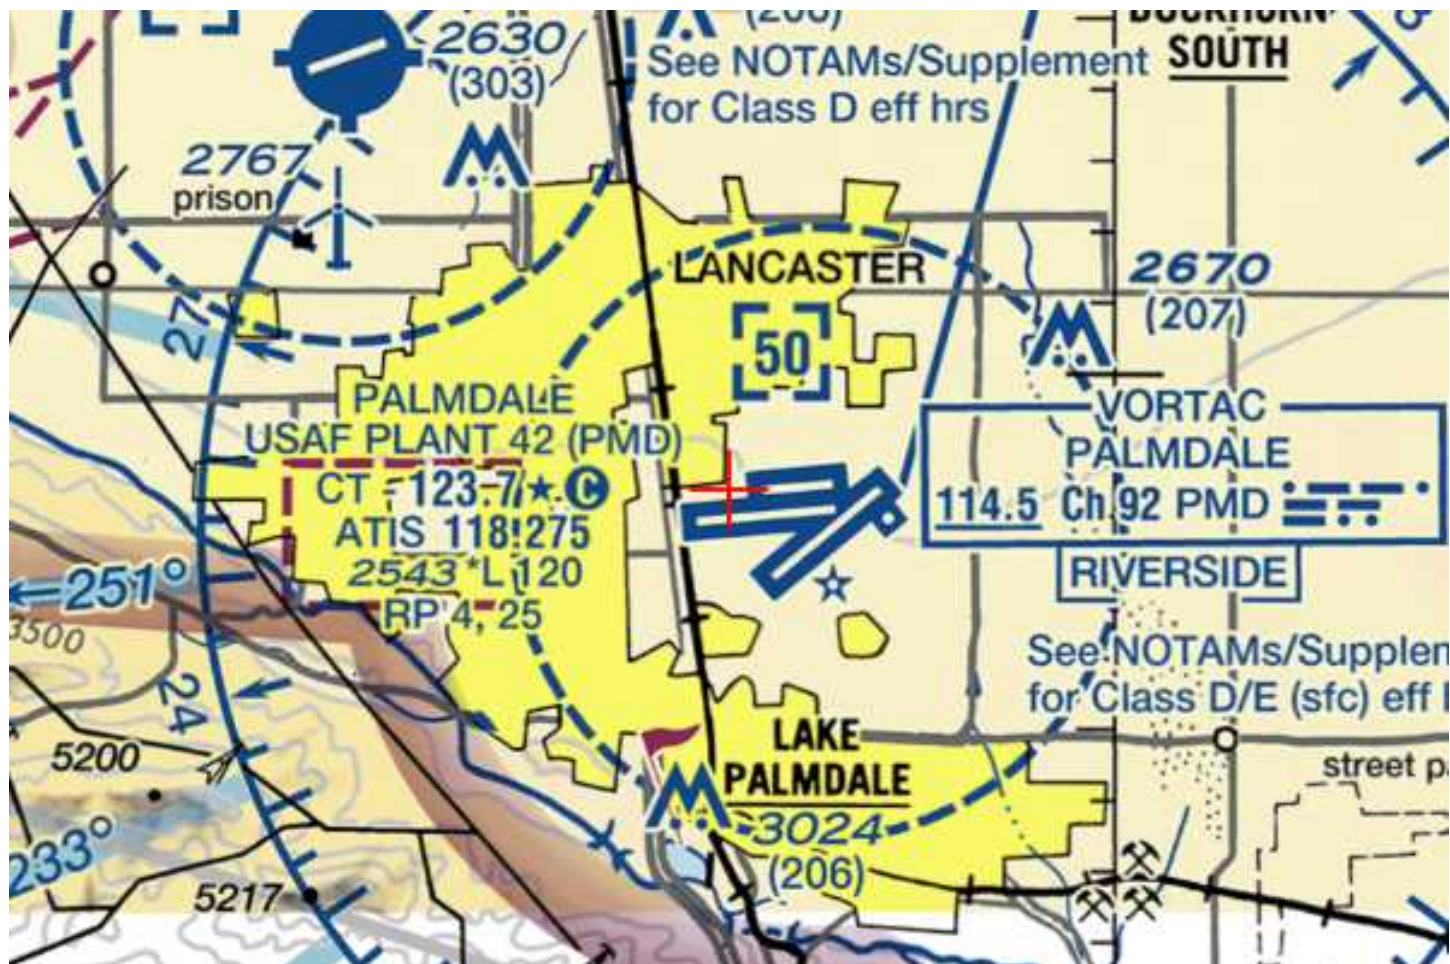 2630
(303)
See NOTAMs/Supplement
for Class D eff hrs
SOUTH
2767
prison
27
LANCASTER
2670
(207)
50
PALMDALE
USAF PLANT 42 (PMD)
CT - 123.7 C
ATIS 118.275
2543 *L 120
RP 4, 25
VORTAC
PALMDALE
114.5 Ch 92 PMD
RIVERSIDE
251°
3500
24
See NOTAMs/Supplem
for Class D/E (sfc) eff
5200
LAKE
PALMDALE
street pa
3024
(206)
233°
5217